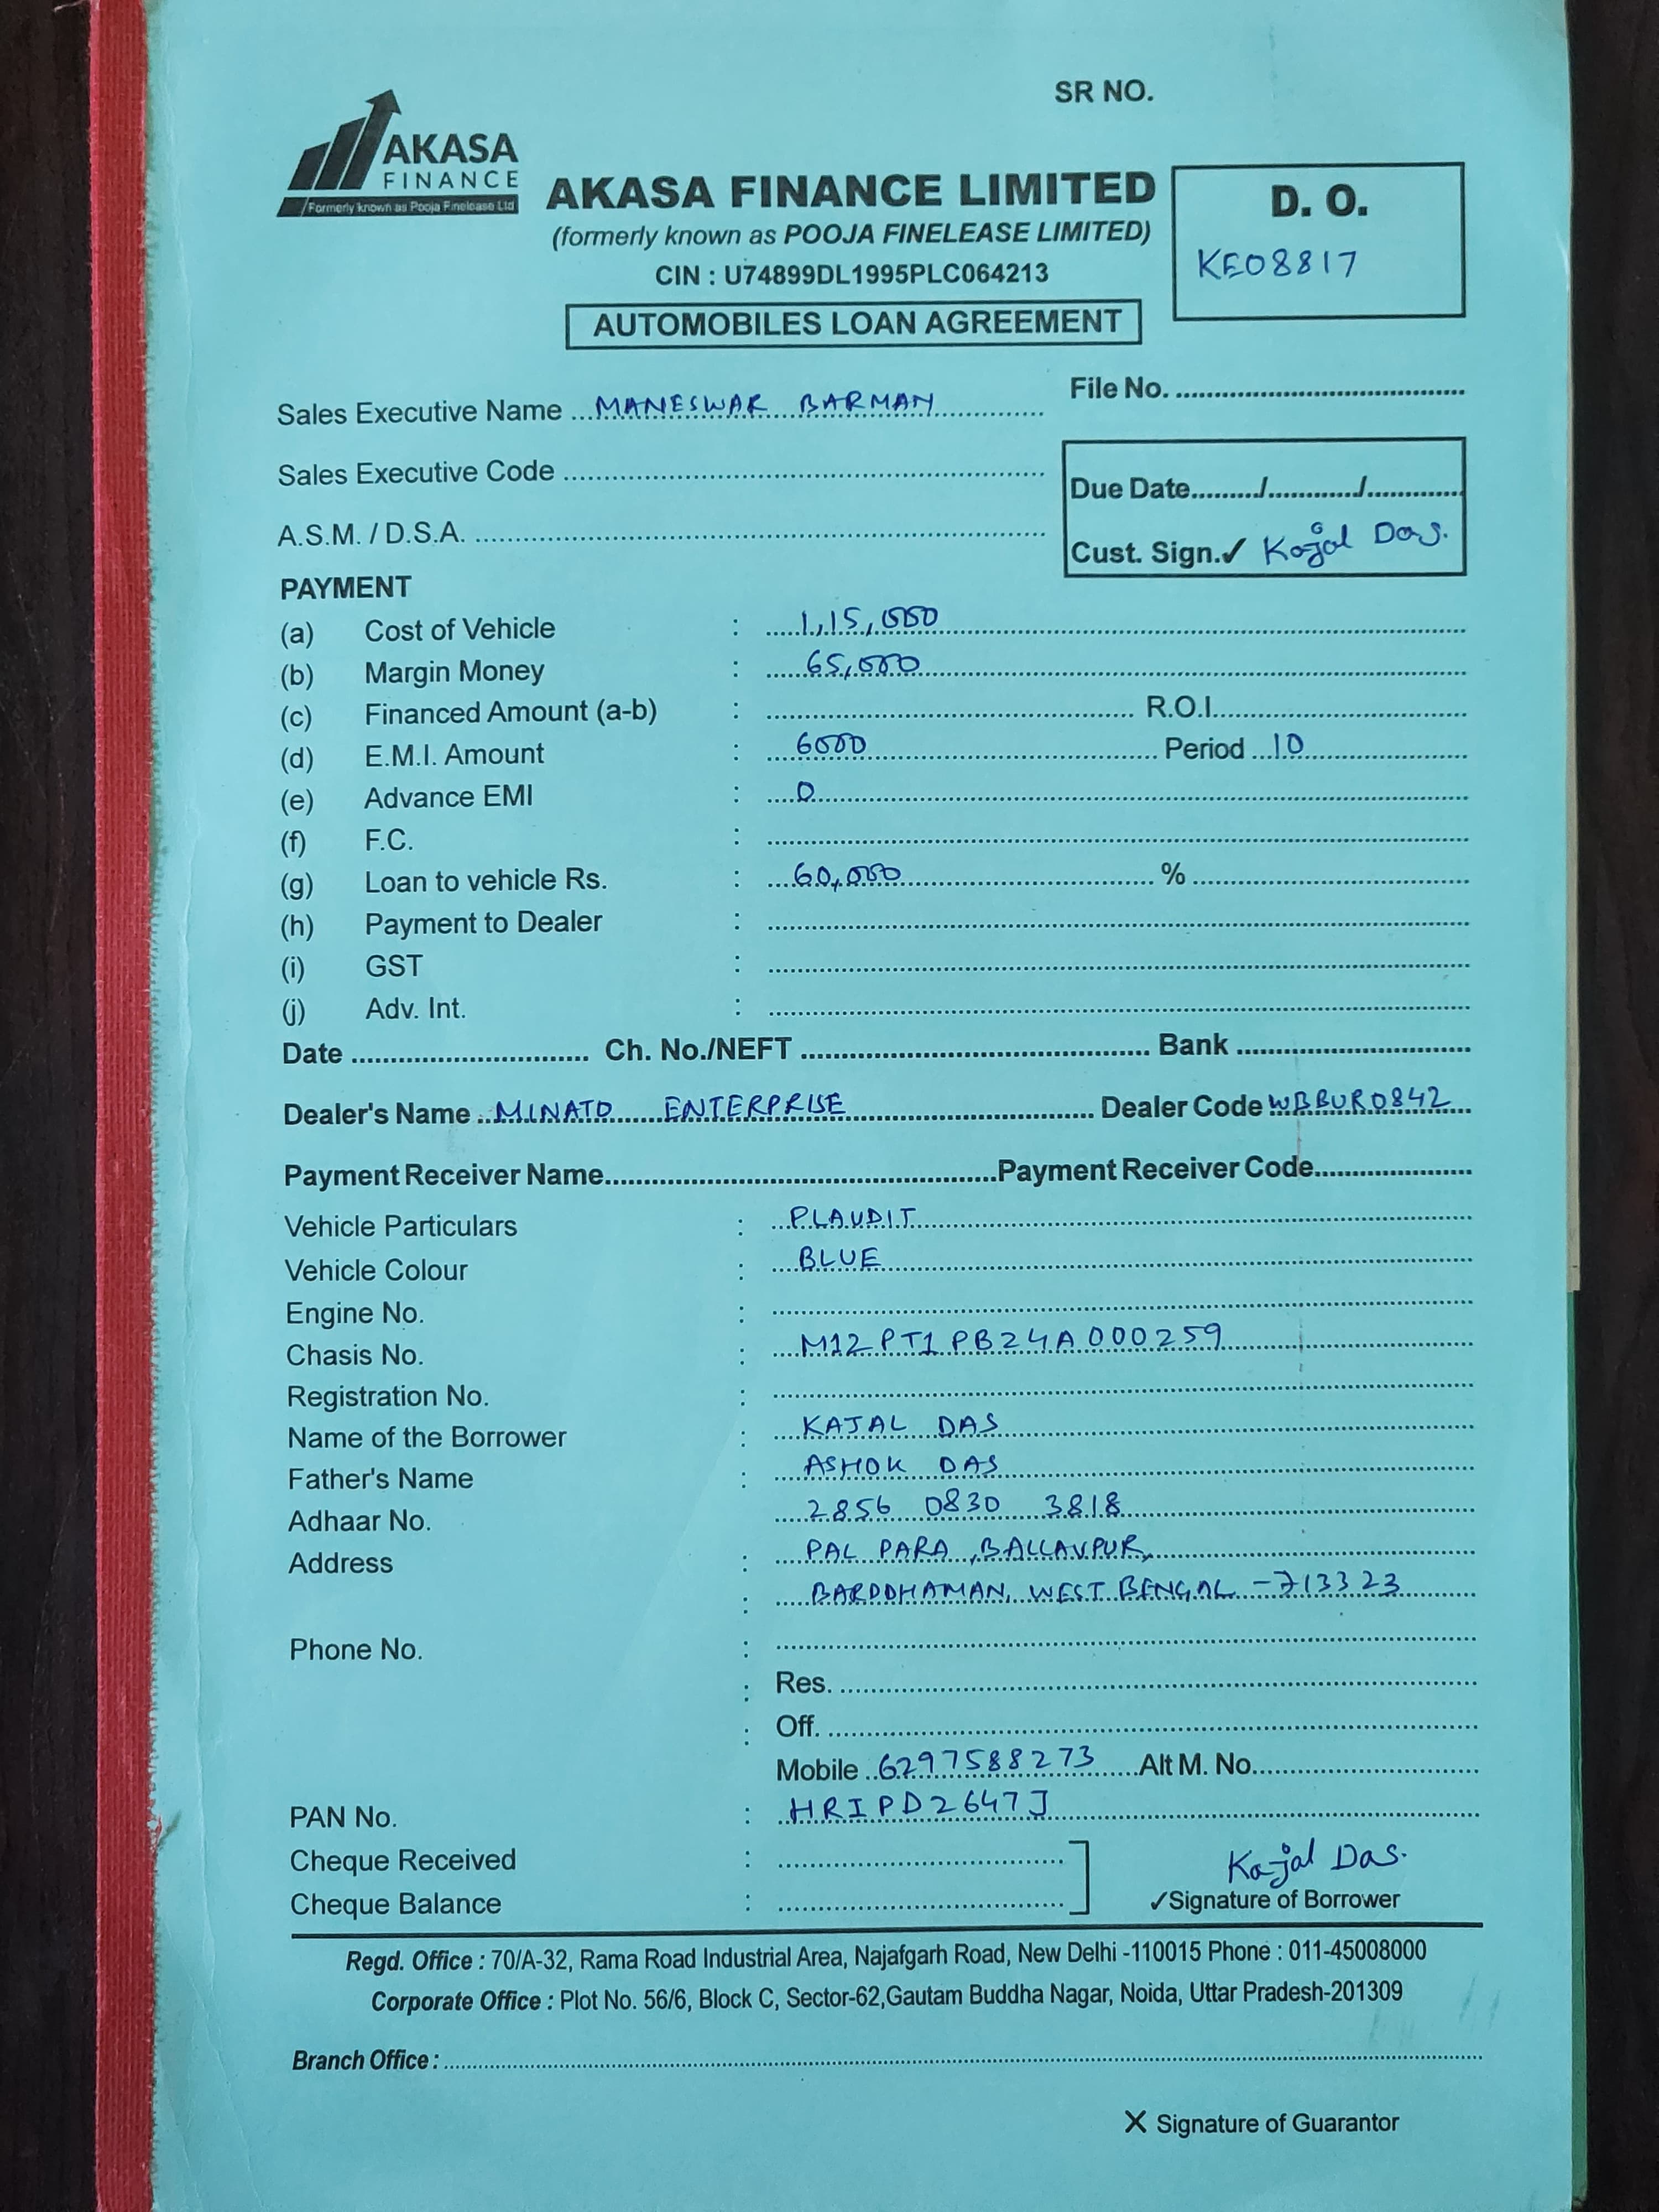 SR NO.
AKASA
FINANCE
Formerly known as Pooja Finelease Ltd
AKASA FINANCE LIMITED
(formerly known as POOJA FINELEASE LIMITED)
CIN : U74899DL1995PLC064213
AUTOMOBILES LOAN AGREEMENT
D. O.
KE08817
Sales Executive Name MANESWAR BARMAN
File No.
Sales Executive Code
Due Date / /
A.S.M. / D.S.A.
Cust. Sign.✓ Kajal Das.
PAYMENT
(a) Cost of Vehicle : 1,15,000
(b) Margin Money : 65,000
(c) Financed Amount (a-b) : R.O.I.
(d) E.M.I. Amount : 6000 Period 10
(e) Advance EMI : 0
(f) F.C. :
(g) Loan to vehicle Rs. : 60,000 %
(h) Payment to Dealer :
(i) GST :
(j) Adv. Int. :
Date Ch. No./NEFT Bank
Dealer's Name MINATO ENTERPRISE Dealer Code WBBUR0842
Payment Receiver Name Payment Receiver Code
Vehicle Particulars : PLAUDIT
Vehicle Colour : BLUE
Engine No. :
Chasis No. : M12PT1PB24A000259
Registration No. :
Name of the Borrower : KAJAL DAS
Father's Name : ASHOK DAS
Adhaar No. 2856 0830 3818
Address : PAL PARA, BALLAVPUR,
: BARDDHAMAN, WEST BENGAL - 713323
Phone No. :
: Res.
: Off.
Mobile 6297588273 Alt M. No.
PAN No. : HRIPD2647J
Cheque Received :
Cheque Balance :
Kajal Das.
✓Signature of Borrower
Regd. Office : 70/A-32, Rama Road Industrial Area, Najafgarh Road, New Delhi -110015 Phone : 011-45008000
Corporate Office : Plot No. 56/6, Block C, Sector-62,Gautam Buddha Nagar, Noida, Uttar Pradesh-201309
Branch Office :
X Signature of Guarantor